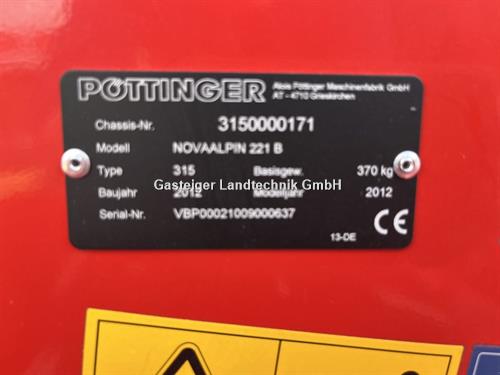 PÖTTINGER Alois Pöttinger Maschinenfabrik GmbH
AT - 4710 Grieskirchen
Chassis-Nr. 3150000171
Modell NOVAALPIN 221 B
Type 315 Basisgew. 370 kg
Gasteiger Landtechnik GmbH
Baujahr 2012 Modelljahr 2012
Serial-Nr. VBP00021009000637
CE
13-DE